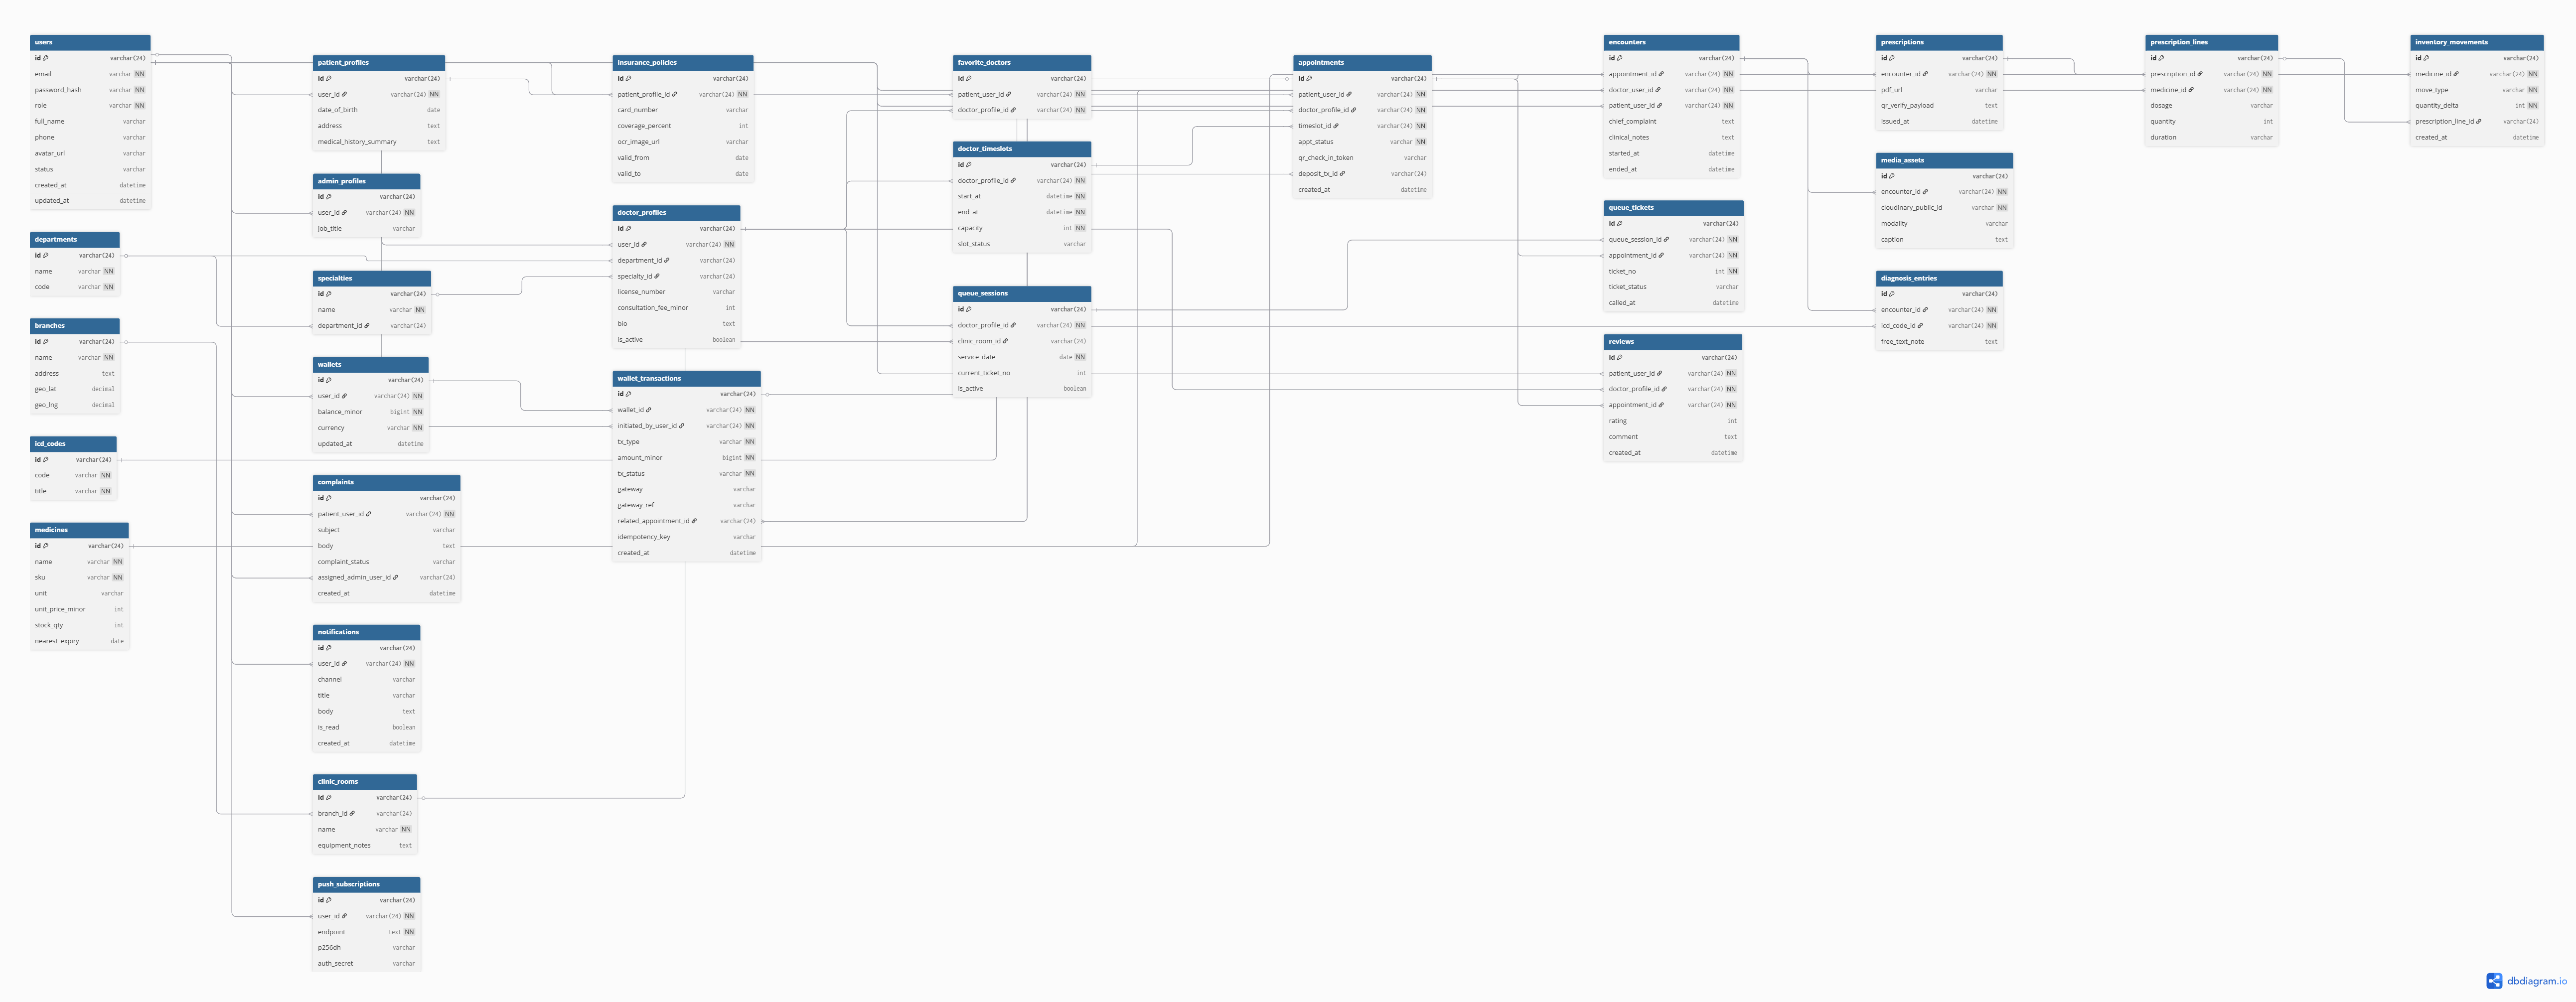 users
id varchar(24)
email varchar NN
password_hash varchar NN
role varchar NN
full_name varchar
phone varchar
avatar_url varchar
status varchar
created_at datetime
updated_at datetime
departments
id varchar(24)
name varchar NN
code varchar NN
branches
id varchar(24)
name varchar NN
address text
geo_lat decimal
geo_lng decimal
icd_codes
id varchar(24)
code varchar NN
title varchar NN
medicines
id varchar(24)
name varchar NN
sku varchar NN
unit varchar
unit_price_minor int
stock_qty int
nearest_expiry date
patient_profiles
id varchar(24)
user_id varchar(24) NN
date_of_birth date
address text
medical_history_summary text
admin_profiles
id varchar(24)
user_id varchar(24) NN
job_title varchar
specialties
id varchar(24)
name varchar NN
department_id varchar(24)
wallets
id varchar(24)
user_id varchar(24) NN
balance_minor bigint NN
currency varchar NN
updated_at datetime
complaints
id varchar(24)
patient_user_id varchar(24) NN
subject varchar
body text
complaint_status varchar
assigned_admin_user_id varchar(24)
created_at datetime
notifications
id varchar(24)
user_id varchar(24) NN
channel varchar
title varchar
body text
is_read boolean
created_at datetime
clinic_rooms
id varchar(24)
branch_id varchar(24)
name varchar NN
equipment_notes text
push_subscriptions
id varchar(24)
user_id varchar(24) NN
endpoint text NN
p256dh varchar
auth_secret varchar
insurance_policies
id varchar(24)
patient_profile_id varchar(24) NN
card_number varchar
coverage_percent int
ocr_image_url varchar
valid_from date
valid_to date
doctor_profiles
id varchar(24)
user_id varchar(24) NN
department_id varchar(24)
specialty_id varchar(24)
license_number varchar
consultation_fee_minor int
bio text
is_active boolean
wallet_transactions
id varchar(24)
wallet_id varchar(24) NN
initiated_by_user_id varchar(24) NN
tx_type varchar NN
amount_minor bigint NN
tx_status varchar NN
gateway varchar
gateway_ref varchar
related_appointment_id varchar(24)
idempotency_key varchar
created_at datetime
favorite_doctors
id varchar(24)
patient_user_id varchar(24) NN
doctor_profile_id varchar(24) NN
doctor_timeslots
id varchar(24)
doctor_profile_id varchar(24) NN
start_at datetime NN
end_at datetime NN
capacity int NN
slot_status varchar
queue_sessions
id varchar(24)
doctor_profile_id varchar(24) NN
clinic_room_id varchar(24)
service_date date NN
current_ticket_no int
is_active boolean
appointments
id varchar(24)
patient_user_id varchar(24) NN
doctor_profile_id varchar(24) NN
timeslot_id varchar(24) NN
appt_status varchar NN
qr_check_in_token varchar
deposit_tx_id varchar(24)
created_at datetime
encounters
id varchar(24)
appointment_id varchar(24) NN
doctor_user_id varchar(24) NN
patient_user_id varchar(24) NN
chief_complaint text
clinical_notes text
started_at datetime
ended_at datetime
queue_tickets
id varchar(24)
queue_session_id varchar(24) NN
appointment_id varchar(24) NN
ticket_no int NN
ticket_status varchar
called_at datetime
reviews
id varchar(24)
patient_user_id varchar(24) NN
doctor_profile_id varchar(24) NN
appointment_id varchar(24) NN
rating int
comment text
created_at datetime
prescriptions
id varchar(24)
encounter_id varchar(24) NN
pdf_url varchar
qr_verify_payload text
issued_at datetime
media_assets
id varchar(24)
encounter_id varchar(24) NN
cloudinary_public_id varchar NN
modality varchar
caption text
diagnosis_entries
id varchar(24)
encounter_id varchar(24) NN
icd_code_id varchar(24) NN
free_text_note text
prescription_lines
id varchar(24)
prescription_id varchar(24) NN
medicine_id varchar(24) NN
dosage varchar
quantity int
duration varchar
inventory_movements
id varchar(24)
medicine_id varchar(24) NN
move_type varchar NN
quantity_delta int NN
prescription_line_id varchar(24)
created_at datetime
dbdiagram.io